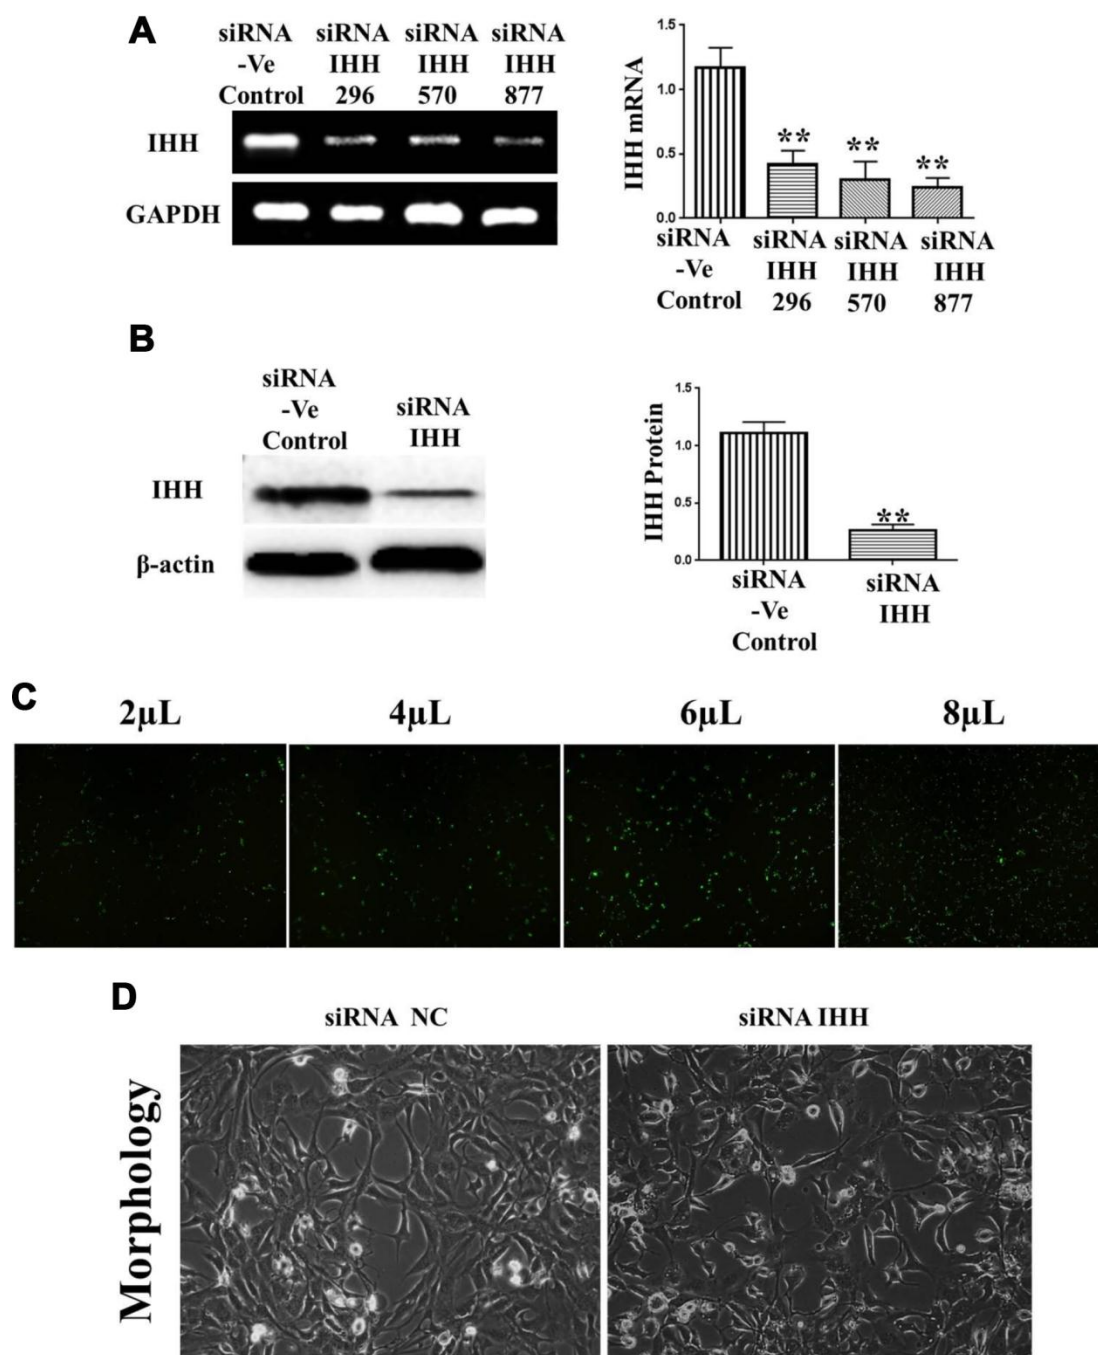 A
siRNA siRNA siRNA siRNA
-Ve IHH IHH IHH
Control 296 570 877
IHH
GAPDH
IHH mRNA
1.5
1.0
0.5
0.0
** ** **
siRNA siRNA siRNA siRNA
-Ve IHH IHH IHH
Control 296 570 877
B
siRNA
-Ve
Control
siRNA
IHH
IHH
β-actin
IHH Protein
1.5
1.0
0.5
0.0
**
siRNA
-Ve
Control
siRNA
IHH
C
2μL 4μL 6μL 8μL
D
siRNA NC siRNA IHH
Morphology